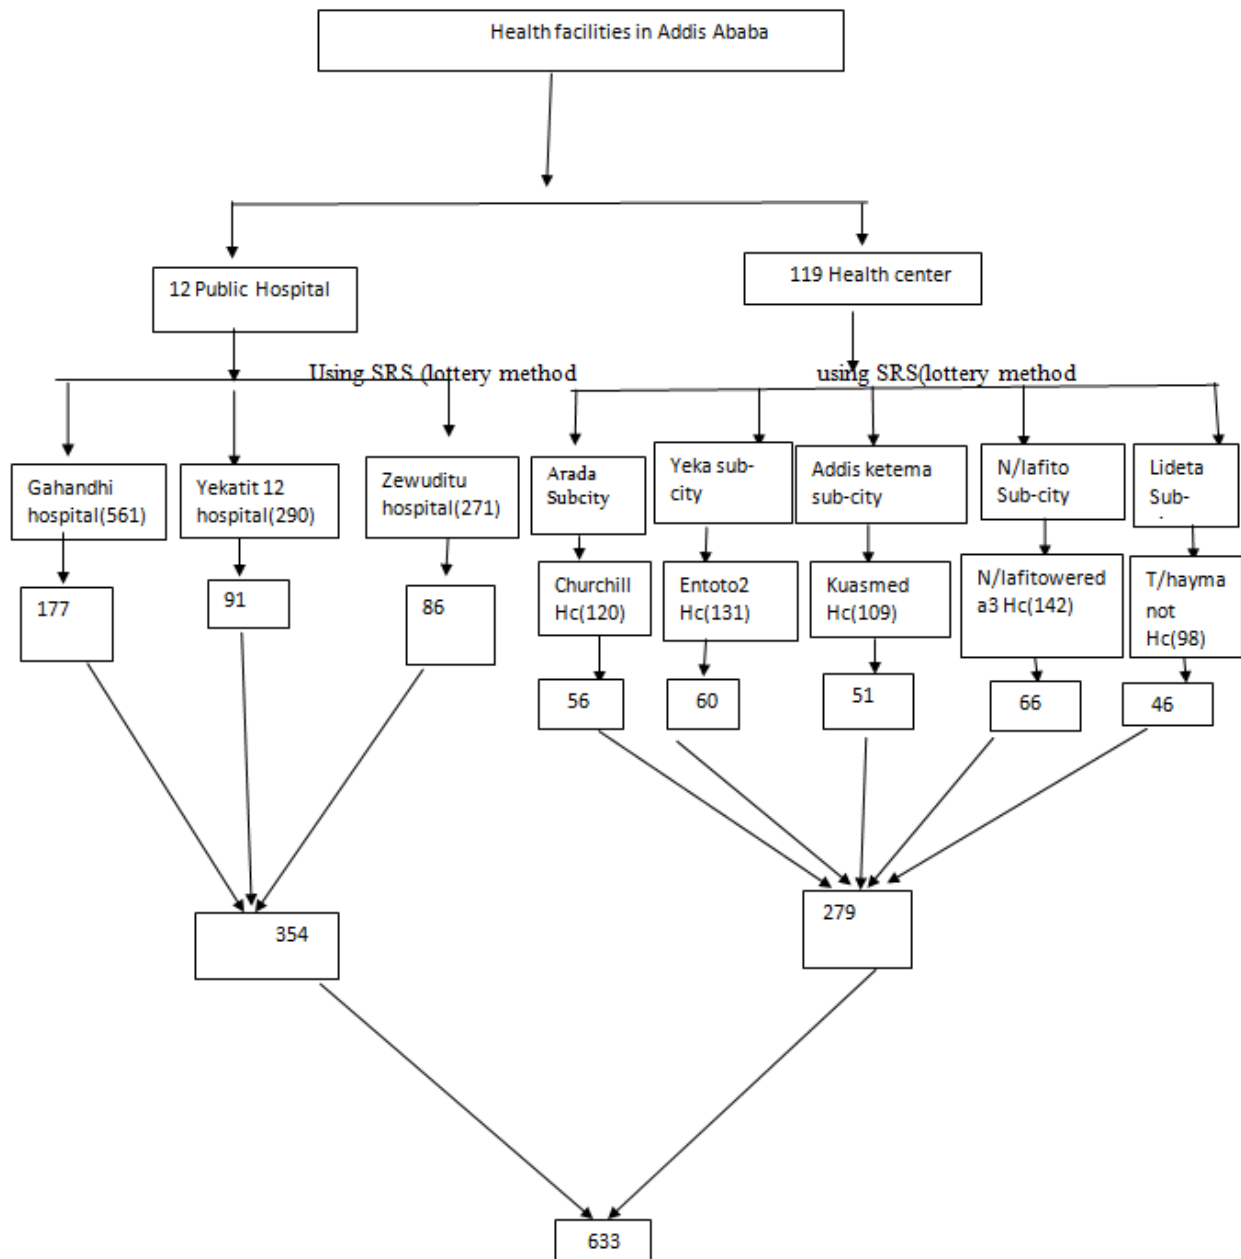 Health facilities in Addis Ababa
12 Public Hospital
119 Health center
Using SRS (lottery method
using SRS(lottery method
Gahandhi
hospital(561)
Yekatit 12
hospital(290)
Zewuditu
hospital(271)
Arada
Subcity
Yeka sub-
city
Addis ketema
sub-city
N/lafito
Sub-city
Lideta
Sub-
177
91
86
Churchill
Hc(120)
Entoto2
Hc(131)
Kuasmed
Hc(109)
N/lafitowered
a3 Hc(142)
T/hayma
not
Hc(98)
56
60
51
66
46
354
279
633